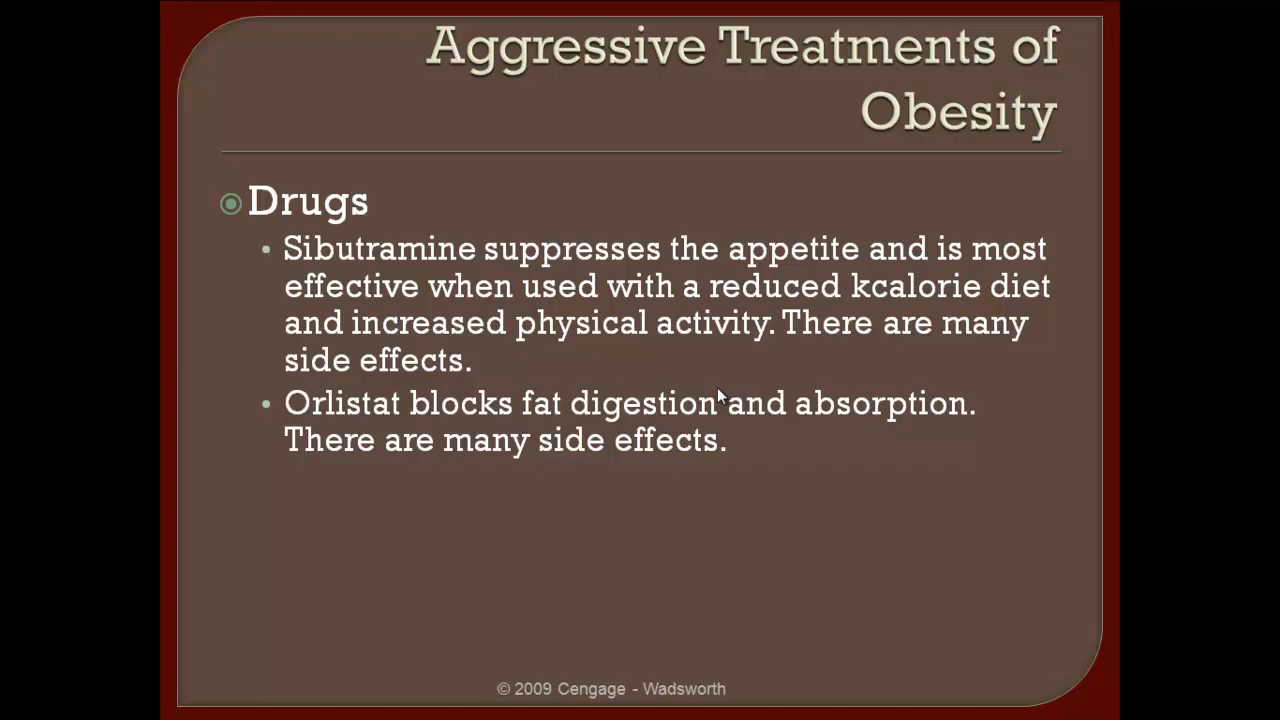 Aggressive Treatments of
Obesity
Drugs
Sibutramine suppresses the appetite and is most
effective when used with a reduced kcalorie diet
and increased physical activity. There are many
side effects.
Orlistat blocks fat digestion and absorption.
There are many side effects.
© 2009 Cengage - Wadsworth